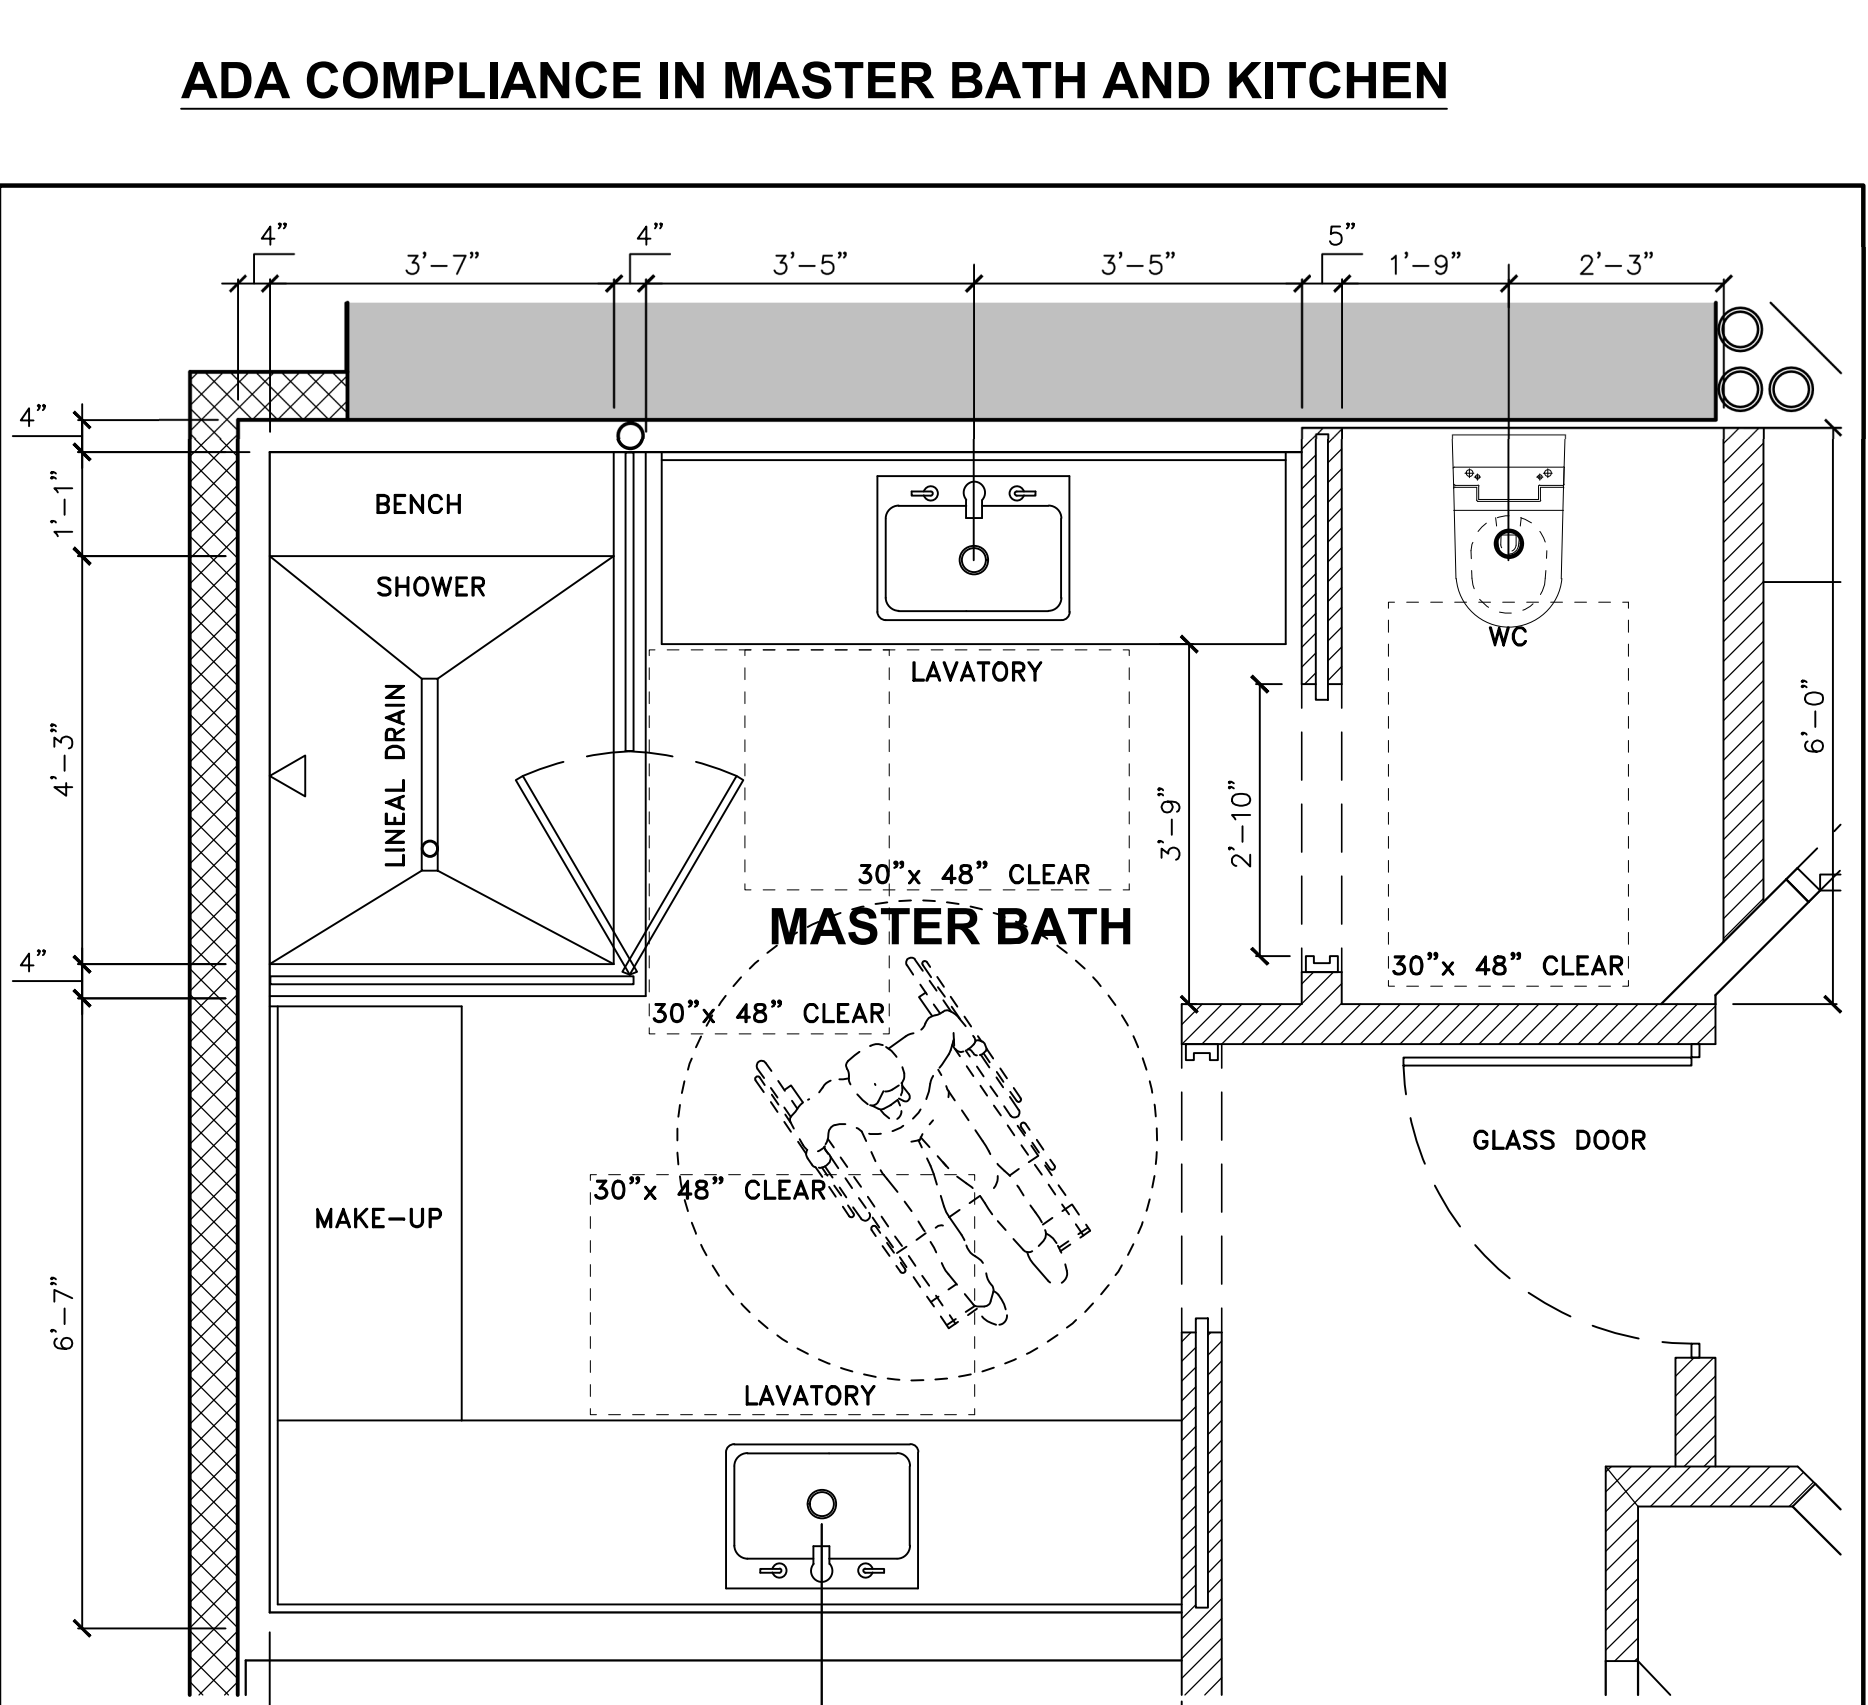 ADA COMPLIANCE IN MASTER BATH AND KITCHEN
4" 4" 5"
3'-7" 3'-5" 3'-5" 1'-9" 2'-3"
4"
1'-1"
BENCH
SHOWER
LINEAL DRAIN
4'-3"
LAVATORY
WC
6'-0"
3'-9"
2'-10"
30"x 48" CLEAR
MASTER BATH
4"
30"x 48" CLEAR
30"x 48" CLEAR
GLASS DOOR
30"x 48" CLEAR
MAKE-UP
6'-7"
LAVATORY